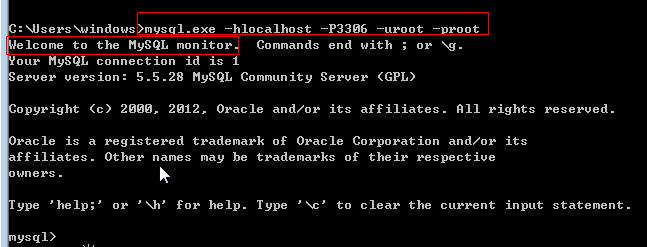 C:\Users\windows>mysql.exe -hlocalhost -P3306 -uroot -proot
Welcome to the MySQL monitor.  Commands end with ; or \g.
Your MySQL connection id is 1
Server version: 5.5.28 MySQL Community Server (GPL)
Copyright (c) 2000, 2012, Oracle and/or its affiliates. All rights reserved.
Oracle is a registered trademark of Oracle Corporation and/or its
affiliates. Other names may be trademarks of their respective
owners.
Type 'help;' or '\h' for help. Type '\c' to clear the current input statement.
mysql>